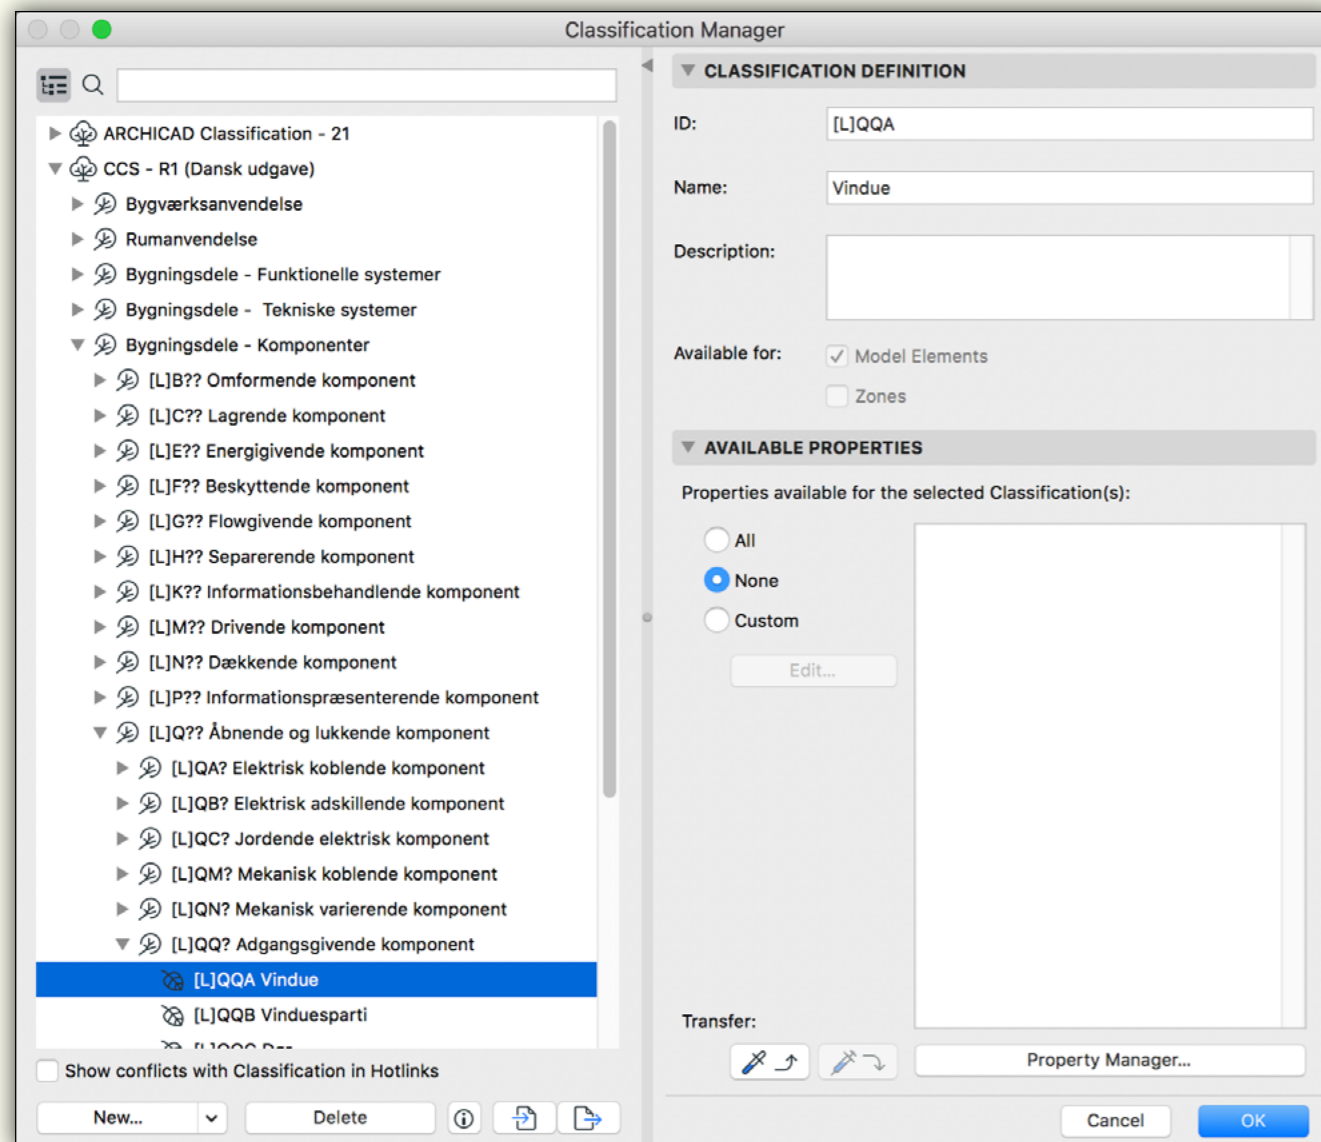 Classification Manager
ARCHICAD Classification - 21
CCS - R1 (Dansk udgave)
Bygværksanvendelse
Rumanvendelse
Bygningsdele - Funktionelle systemer
Bygningsdele -  Tekniske systemer
Bygningsdele - Komponenter
[L]B?? Omformende komponent
[L]C?? Lagrende komponent
[L]E?? Energigivende komponent
[L]F?? Beskyttende komponent
[L]G?? Flowgivende komponent
[L]H?? Separerende komponent
[L]K?? Informationsbehandlende komponent
[L]M?? Drivende komponent
[L]N?? Dækkende komponent
[L]P?? Informationspræsenterende komponent
[L]Q?? Åbnende og lukkende komponent
[L]QA? Elektrisk koblende komponent
[L]QB? Elektrisk adskillende komponent
[L]QC? Jordende elektrisk komponent
[L]QM? Mekanisk koblende komponent
[L]QN? Mekanisk varierende komponent
[L]QQ? Adgangsgivende komponent
[L]QQA Vindue
[L]QQB Vinduesparti
Show conflicts with Classification in Hotlinks
New...
Delete
CLASSIFICATION DEFINITION
ID:
[L]QQA
Name:
Vindue
Description:
Available for:
Model Elements
Zones
AVAILABLE PROPERTIES
Properties available for the selected Classification(s):
All
None
Custom
Edit...
Transfer:
Property Manager...
Cancel
OK